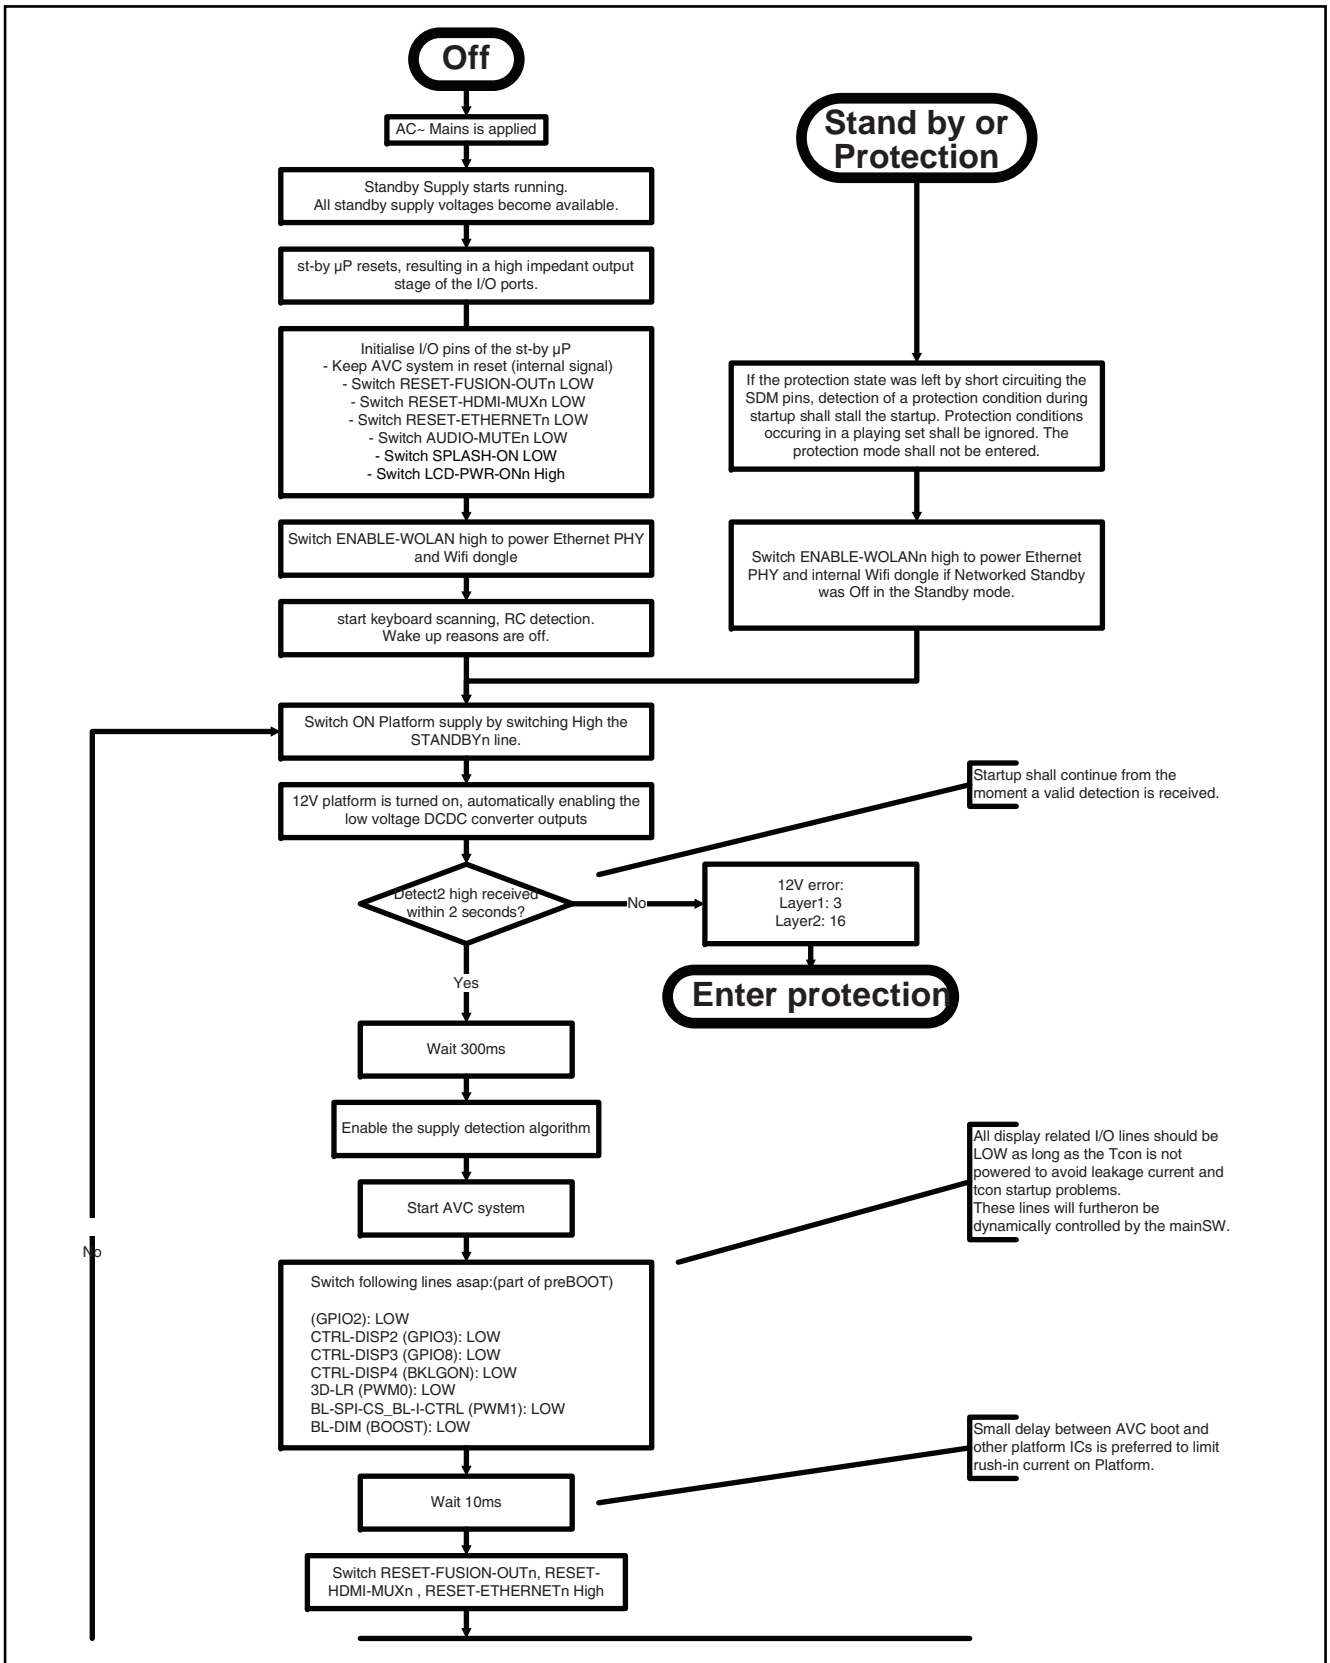 Off
AC~ Mains is applied
Standby Supply starts running.
All standby supply voltages become available.
st-by µP resets, resulting in a high impedant output
stage of the I/O ports.
Initialise I/O pins of the st-by µP
- Keep AVC system in reset (internal signal)
- Switch RESET-FUSION-OUTn LOW
- Switch RESET-HDMI-MUXn LOW
- Switch RESET-ETHERNETn LOW
- Switch AUDIO-MUTEn LOW
- Switch SPLASH-ON LOW
- Switch LCD-PWR-ONn High
Switch ENABLE-WOLAN high to power Ethernet PHY
and Wifi dongle
start keyboard scanning, RC detection.
Wake up reasons are off.
Stand by or
Protection
If the protection state was left by short circuiting the
SDM pins, detection of a protection condition during
startup shall stall the startup. Protection conditions
occuring in a playing set shall be ignored. The
protection mode shall not be entered.
Switch ENABLE-WOLANn high to power Ethernet
PHY and internal Wifi dongle if Networked Standby
was Off in the Standby mode.
Switch ON Platform supply by switching High the
STANDBYn line.
12V platform is turned on, automatically enabling the
low voltage DCDC converter outputs
Startup shall continue from the
moment a valid detection is received.
Detect2 high received
within 2 seconds?
No
12V error:
Layer1: 3
Layer2: 16
Enter protection
Yes
Wait 300ms
Enable the supply detection algorithm
Start AVC system
All display related I/O lines should be
LOW as long as the Tcon is not
powered to avoid leakage current and
tcon startup problems.
These lines will furtheron be
dynamically controlled by the mainSW.
No
Switch following lines asap:(part of preBOOT)
(GPIO2): LOW
CTRL-DISP2 (GPIO3): LOW
CTRL-DISP3 (GPIO8): LOW
CTRL-DISP4 (BKLGON): LOW
3D-LR (PWM0): LOW
BL-SPI-CS_BL-I-CTRL (PWM1): LOW
BL-DIM (BOOST): LOW
Small delay between AVC boot and
other platform ICs is preferred to limit
rush-in current on Platform.
Wait 10ms
Switch RESET-FUSION-OUTn, RESET-
HDMI-MUXn , RESET-ETHERNETn High